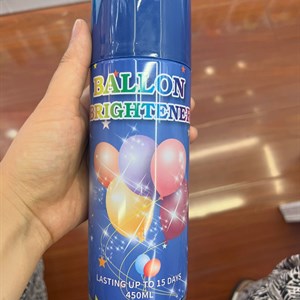 BALLON
BRIGHTENER
LASTING UP TO 15 DAYS
450ML